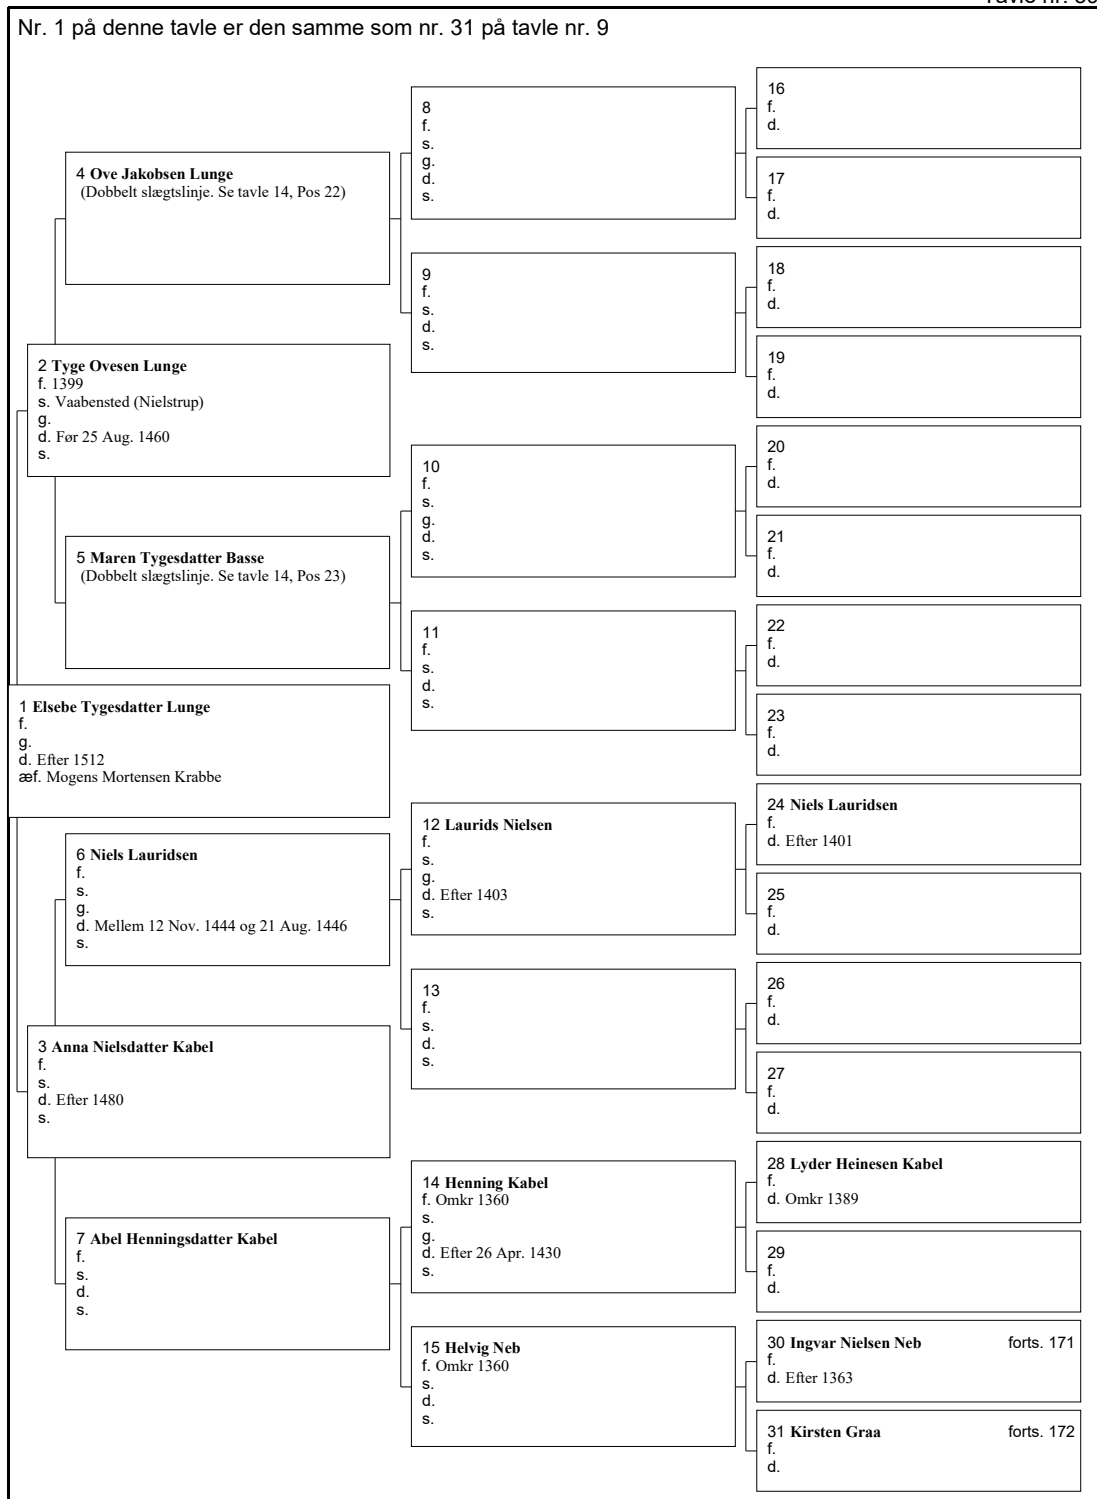 Nr. 1 på denne tavle er den samme som nr. 31 på tavle nr. 9
16
f.
d.
8
f.
s.
g.
d.
s.
4 Ove Jakobsen Lunge
(Dobbelt slægtslinje. Se tavle 14, Pos 22)
17
f.
d.
18
f.
d.
9
f.
s.
d.
s.
19
f.
d.
2 Tyge Ovesen Lunge
f. 1399
s. Vaabensted (Nielstrup)
g.
d. Før 25 Aug. 1460
s.
20
f.
d.
10
f.
s.
g.
d.
s.
21
f.
d.
5 Maren Tygesdatter Basse
(Dobbelt slægtslinje. Se tavle 14, Pos 23)
22
f.
d.
11
f.
s.
d.
s.
23
f.
d.
1 Elsebe Tygesdatter Lunge
f.
g.
d. Efter 1512
æf. Mogens Mortensen Krabbe
24 Niels Lauridsen
f.
d. Efter 1401
12 Laurids Nielsen
f.
s.
g.
d. Efter 1403
s.
6 Niels Lauridsen
f.
s.
g.
d. Mellem 12 Nov. 1444 og 21 Aug. 1446
s.
25
f.
d.
26
f.
d.
13
f.
s.
d.
s.
27
f.
d.
3 Anna Nielsdatter Kabel
f.
s.
d. Efter 1480
s.
28 Lyder Heinesen Kabel
f.
d. Omkr 1389
14 Henning Kabel
f. Omkr 1360
s.
g.
d. Efter 26 Apr. 1430
s.
7 Abel Henningsdatter Kabel
f.
s.
d.
s.
29
f.
d.
30 Ingvar Nielsen Neb forts. 171
f.
d. Efter 1363
15 Helvig Neb
f. Omkr 1360
s.
d.
s.
31 Kirsten Graa forts. 172
f.
d.